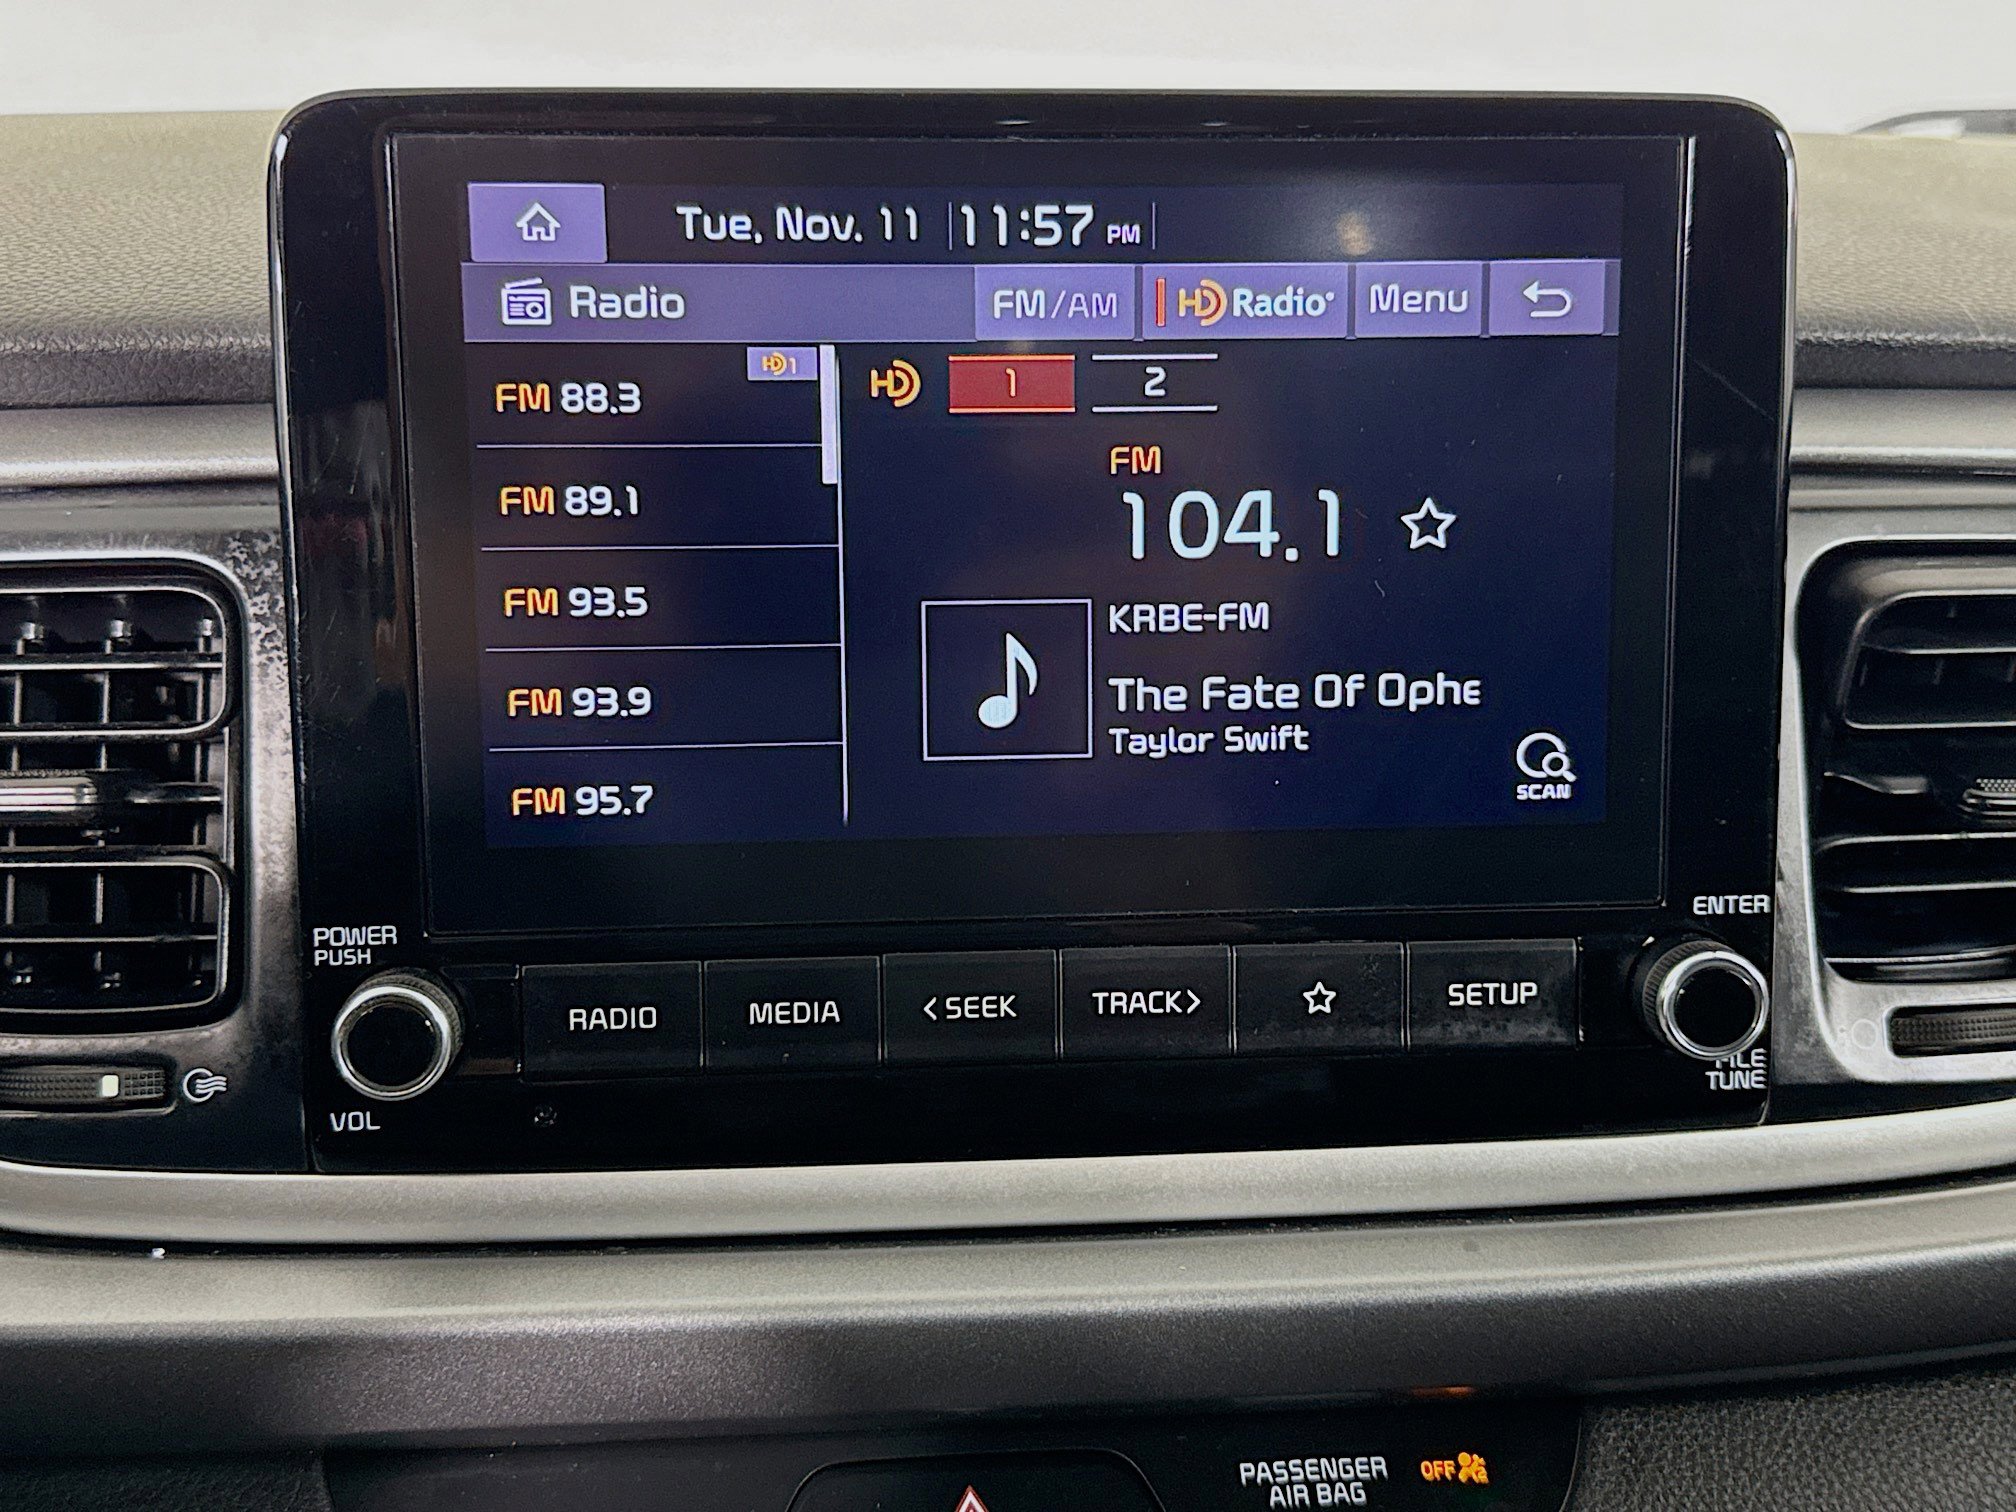 Tue, Nov. 11 11:57 PM
Radio FM/AM HD Radio Menu
FM 88.3 HD1
HD 1 2
FM 89.1
FM 93.5
FM 93.9
FM 95.7
FM
104.1
KRBE-FM
The Fate Of Ophe
Taylor Swift
SCAN
POWER
PUSH
VOL
RADIO MEDIA <SEEK TRACK> SETUP
ENTER
FILE
TUNE
PASSENGER
AIR BAG
OFF